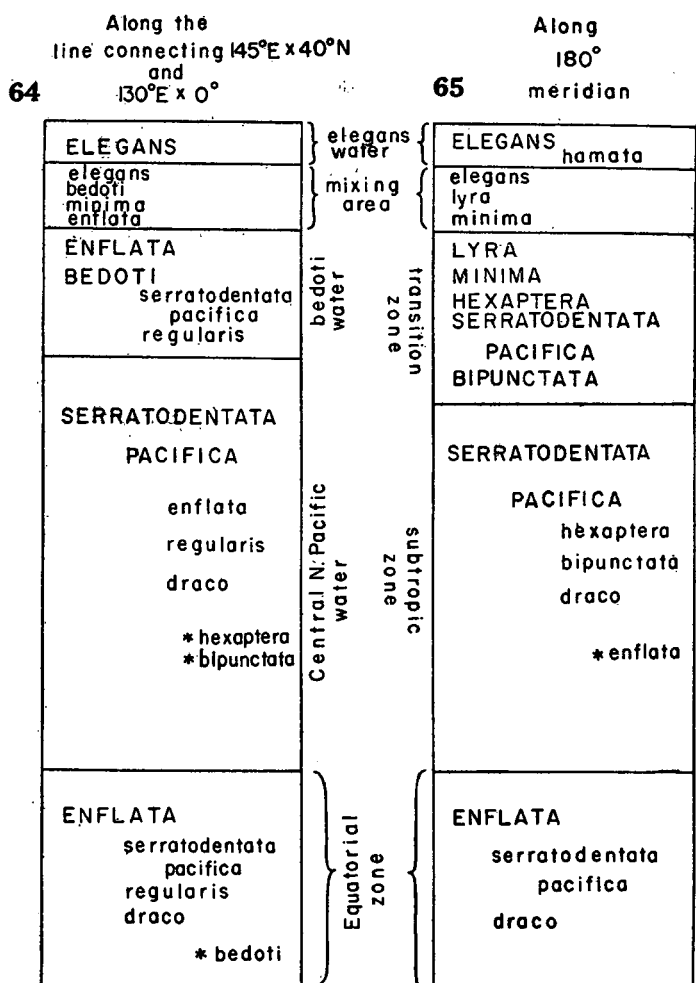 Along the
line connecting 145°E x 40°N
and
130°E x 0°
64
ELEGANS
elegans
bedoti
minima
enflata
ENFLATA
BEDOTI
serratodentata
pacifica
regularis
SERRATODENTATA
PACIFICA
enflata
regularis
draco
* hexaptera
* bipunctata
ENFLATA
serratodentata
pacifica
regularis
draco
* bedoti
elegans
water
mixing
area
bedoti
water
transition
zone
Central N. Pacific
water
subtropic
zone
Equatorial
zone
Along
180°
meridian
65
ELEGANS
hamata
elegans
lyra
minima
LYRA
MINIMA
HEXAPTERA
SERRATODENTATA
PACIFICA
BIPUNCTATA
SERRATODENTATA
PACIFICA
hexaptera
bipunctata
draco
* enflata
ENFLATA
serratodentata
pacifica
draco